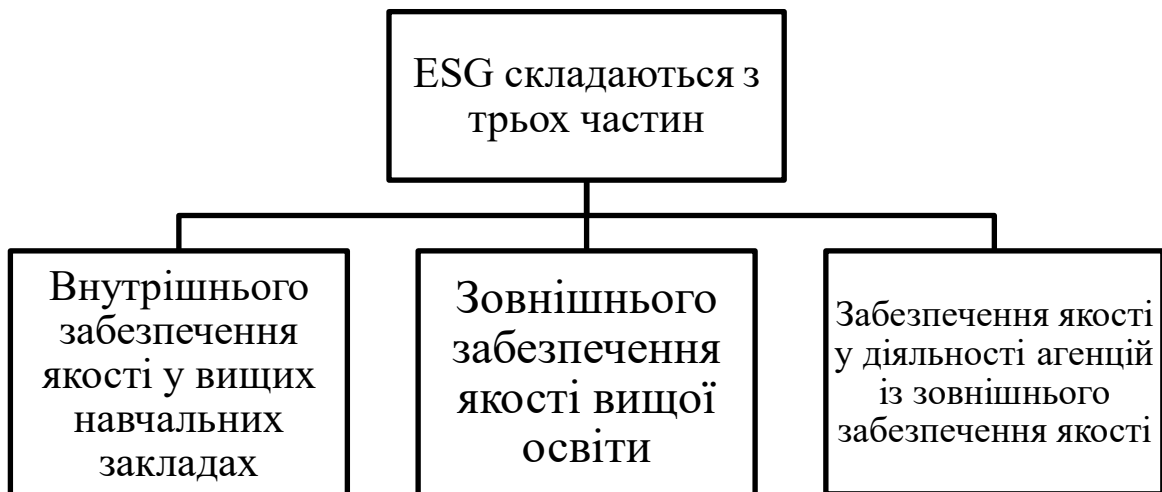 ESG складаються з
трьох частин
Внутрішнього
забезпечення
якості у вищих
навчальних
закладах
Зовнішнього
забезпечення
якості вищої
освіти
Забезпечення якості
у діяльності агенцій
із зовнішнього
забезпечення якості